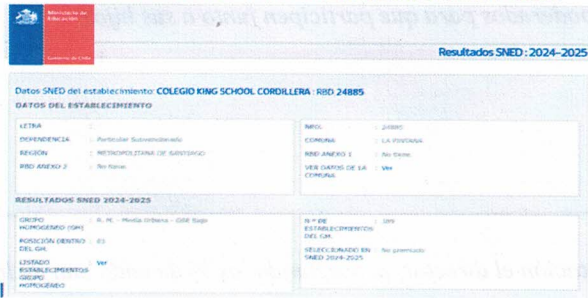 Ministerio de
Educación
Gobierno de Chile
Resultados SNED : 2024–2025
Datos SNED del establecimiento: COLEGIO KING SCHOOL CORDILLERA : RBD 24885
DATOS DEL ESTABLECIMIENTO
LETRA :
DEPENDENCIA : Particular Subvencionado
REGIÓN : METROPOLITANA DE SANTIAGO
RBD ANEXO 2 : No tiene
: 24885
COMUNA : LA PINTANA
RBD ANEXO 1 : No tiene
VER DATOS DE LA : Ver
COMUNA
RESULTADOS SNED 2024-2025
GRUPO : R. M. - Media Urbana -
HOMOGÉNEO (GH)
POSICIÓN DENTRO :
DEL GH.
LISTADO : Ver
ESTABLECIMIENTOS
GRUPO
HOMOGÉNEO
N º DE :
ESTABLECIMIENTOS
DEL GH.
SELECCIONADO EN : No premiado
SNED 2024-2025